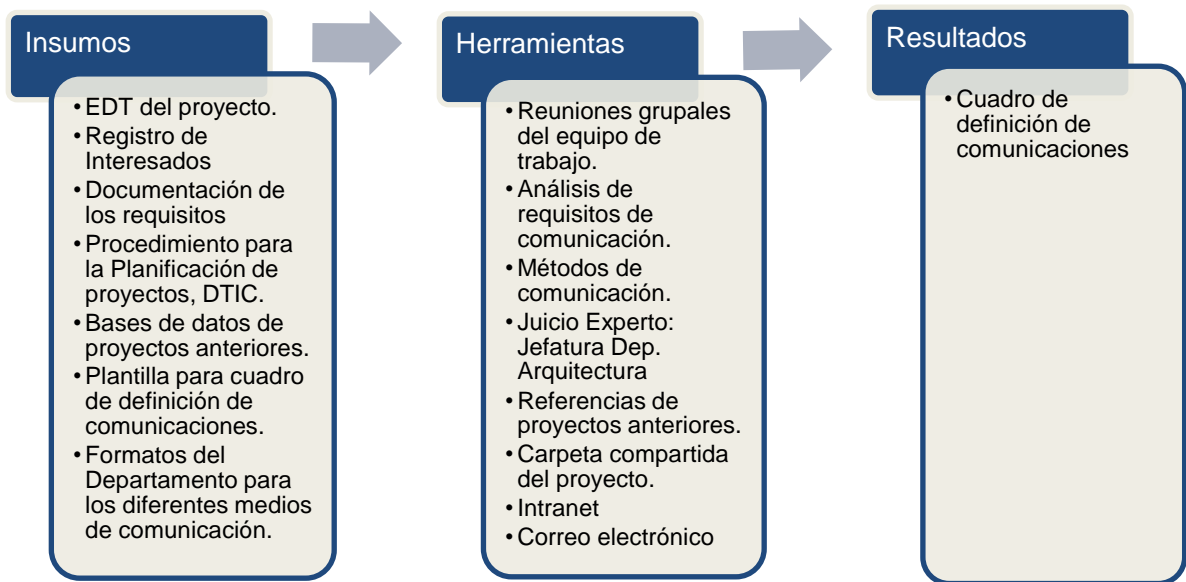 Insumos
• EDT del proyecto.
• Registro de
Interesados
• Documentación de
los requisitos
• Procedimiento para
la Planificación de
proyectos, DTIC.
• Bases de datos de
proyectos anteriores.
• Plantilla para cuadro
de definición de
comunicaciones.
• Formatos del
Departamento para
los diferentes medios
de comunicación.
Herramientas
• Reuniones grupales
del equipo de
trabajo.
• Análisis de
requisitos de
comunicación.
• Métodos de
comunicación.
• Juicio Experto:
Jefatura Dep.
Arquitectura
• Referencias de
proyectos anteriores.
• Carpeta compartida
del proyecto.
• Intranet
• Correo electrónico
Resultados
• Cuadro de
definición de
comunicaciones